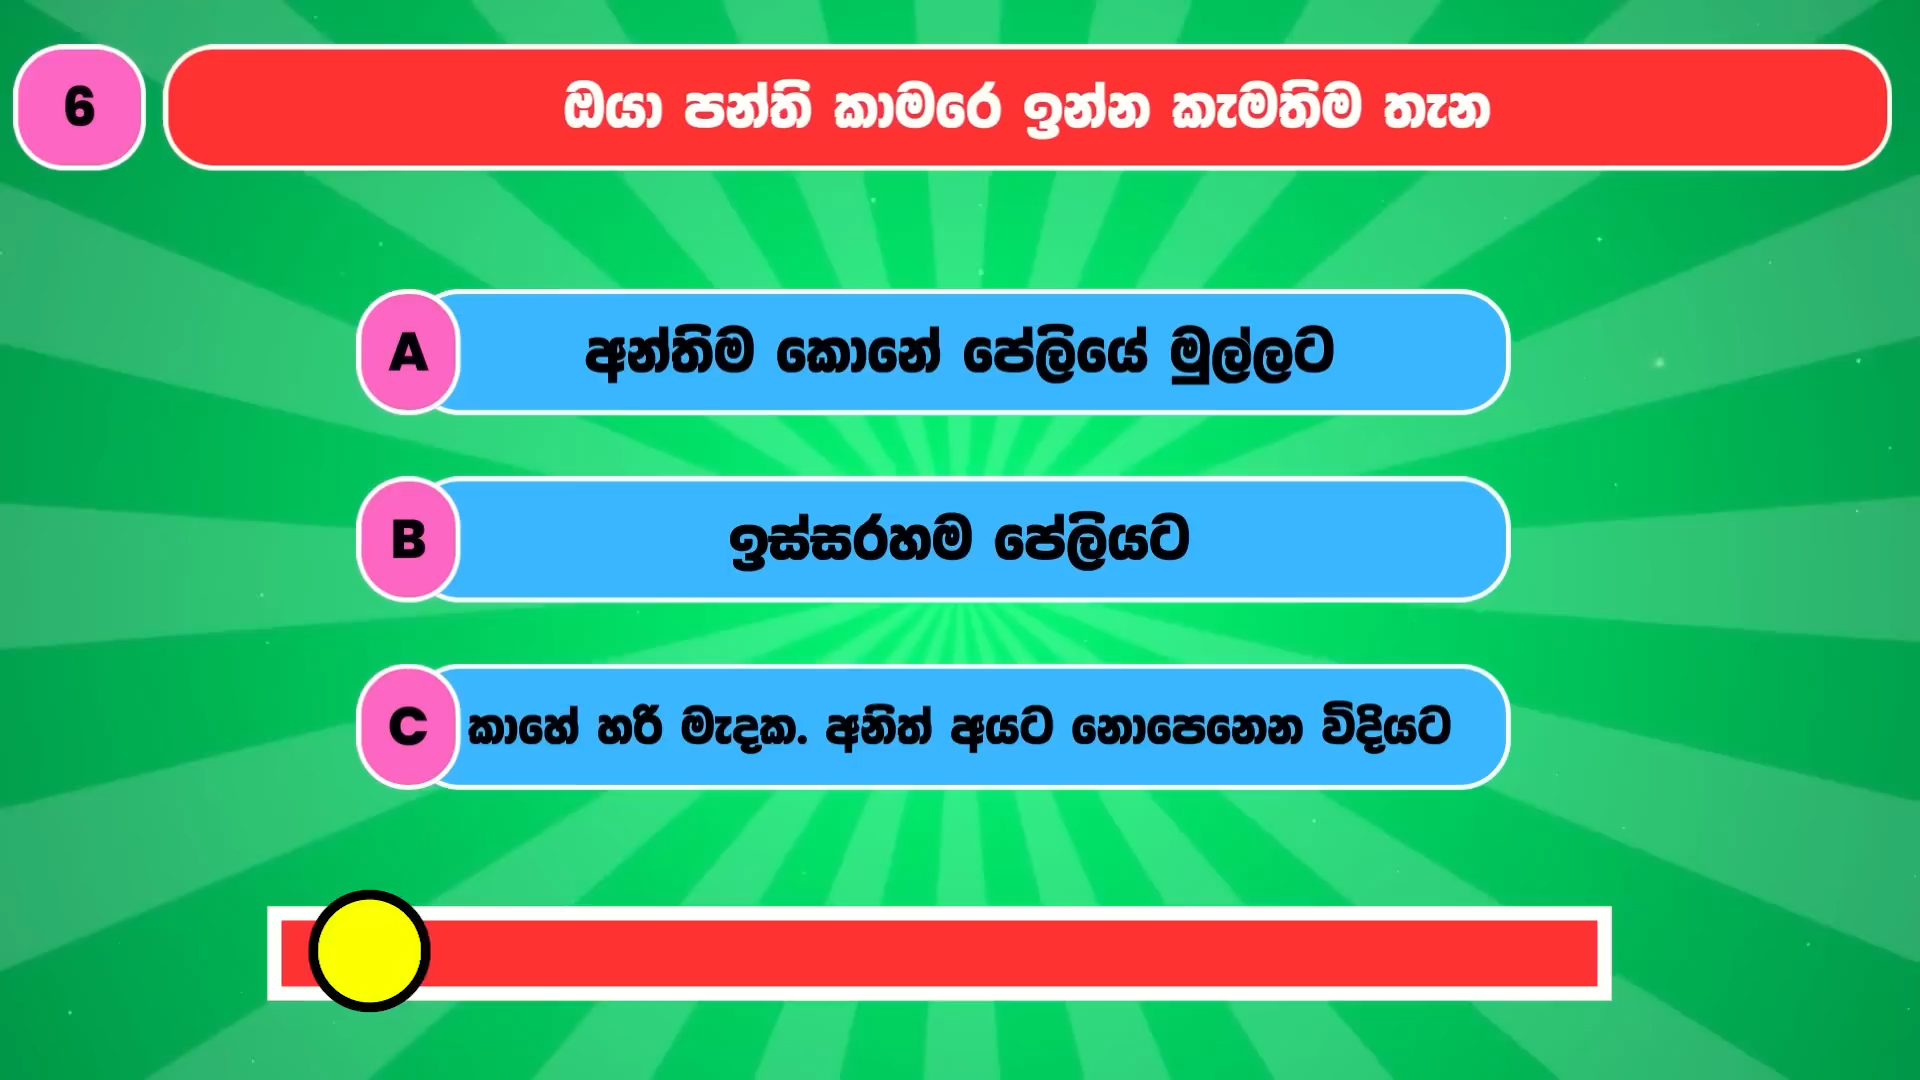 6
ඔයා පන්ති කාමරෙ ඉන්න කැමතිම තැන
A
අන්තිම කොනේ පේලියේ මුල්ලට
B
ඉස්සරහම පේලියට
C
කාහේ හරි මැදක. අනිත් අයට නොපෙනෙන විදියට